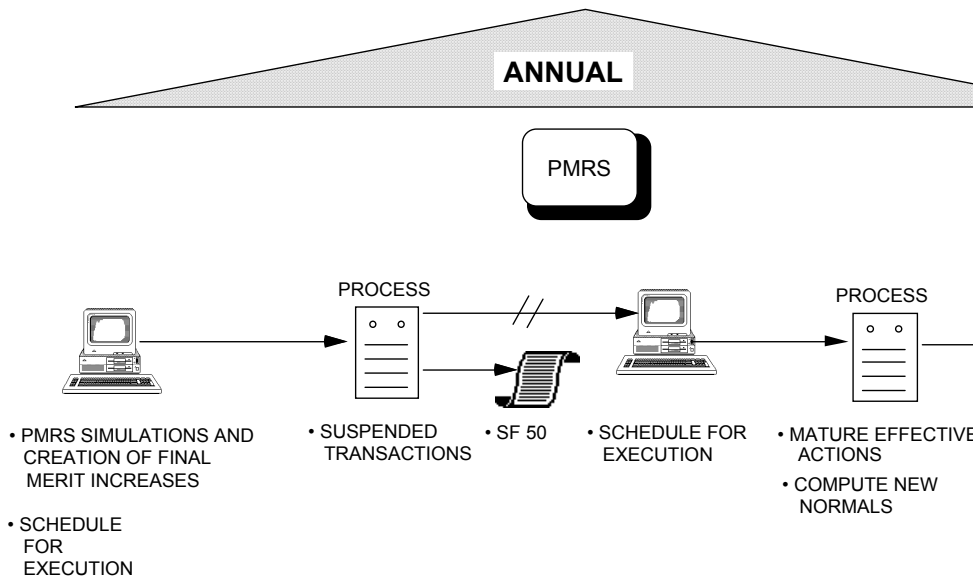 ANNUAL
PMRS
PROCESS
PROCESS
• PMRS SIMULATIONS AND
CREATION OF FINAL
MERIT INCREASES
• SCHEDULE
FOR
EXECUTION
• SUSPENDED
TRANSACTIONS
• SF 50
• SCHEDULE FOR
EXECUTION
• MATURE EFFECTIVE
ACTIONS
• COMPUTE NEW
NORMALS